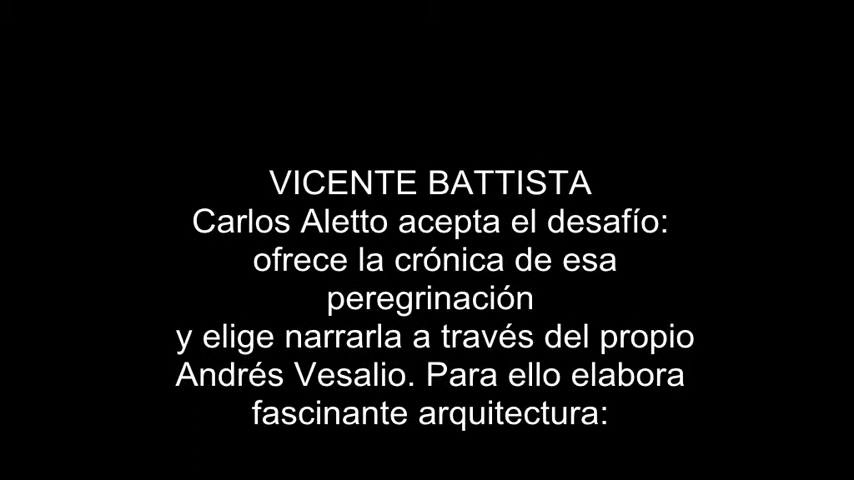 VICENTE BATTISTA
Carlos Aletto acepta el desafío:
ofrece la crónica de esa
peregrinación
y elige narrarla a través del propio
Andrés Vesalio. Para ello elabora
fascinante arquitectura: